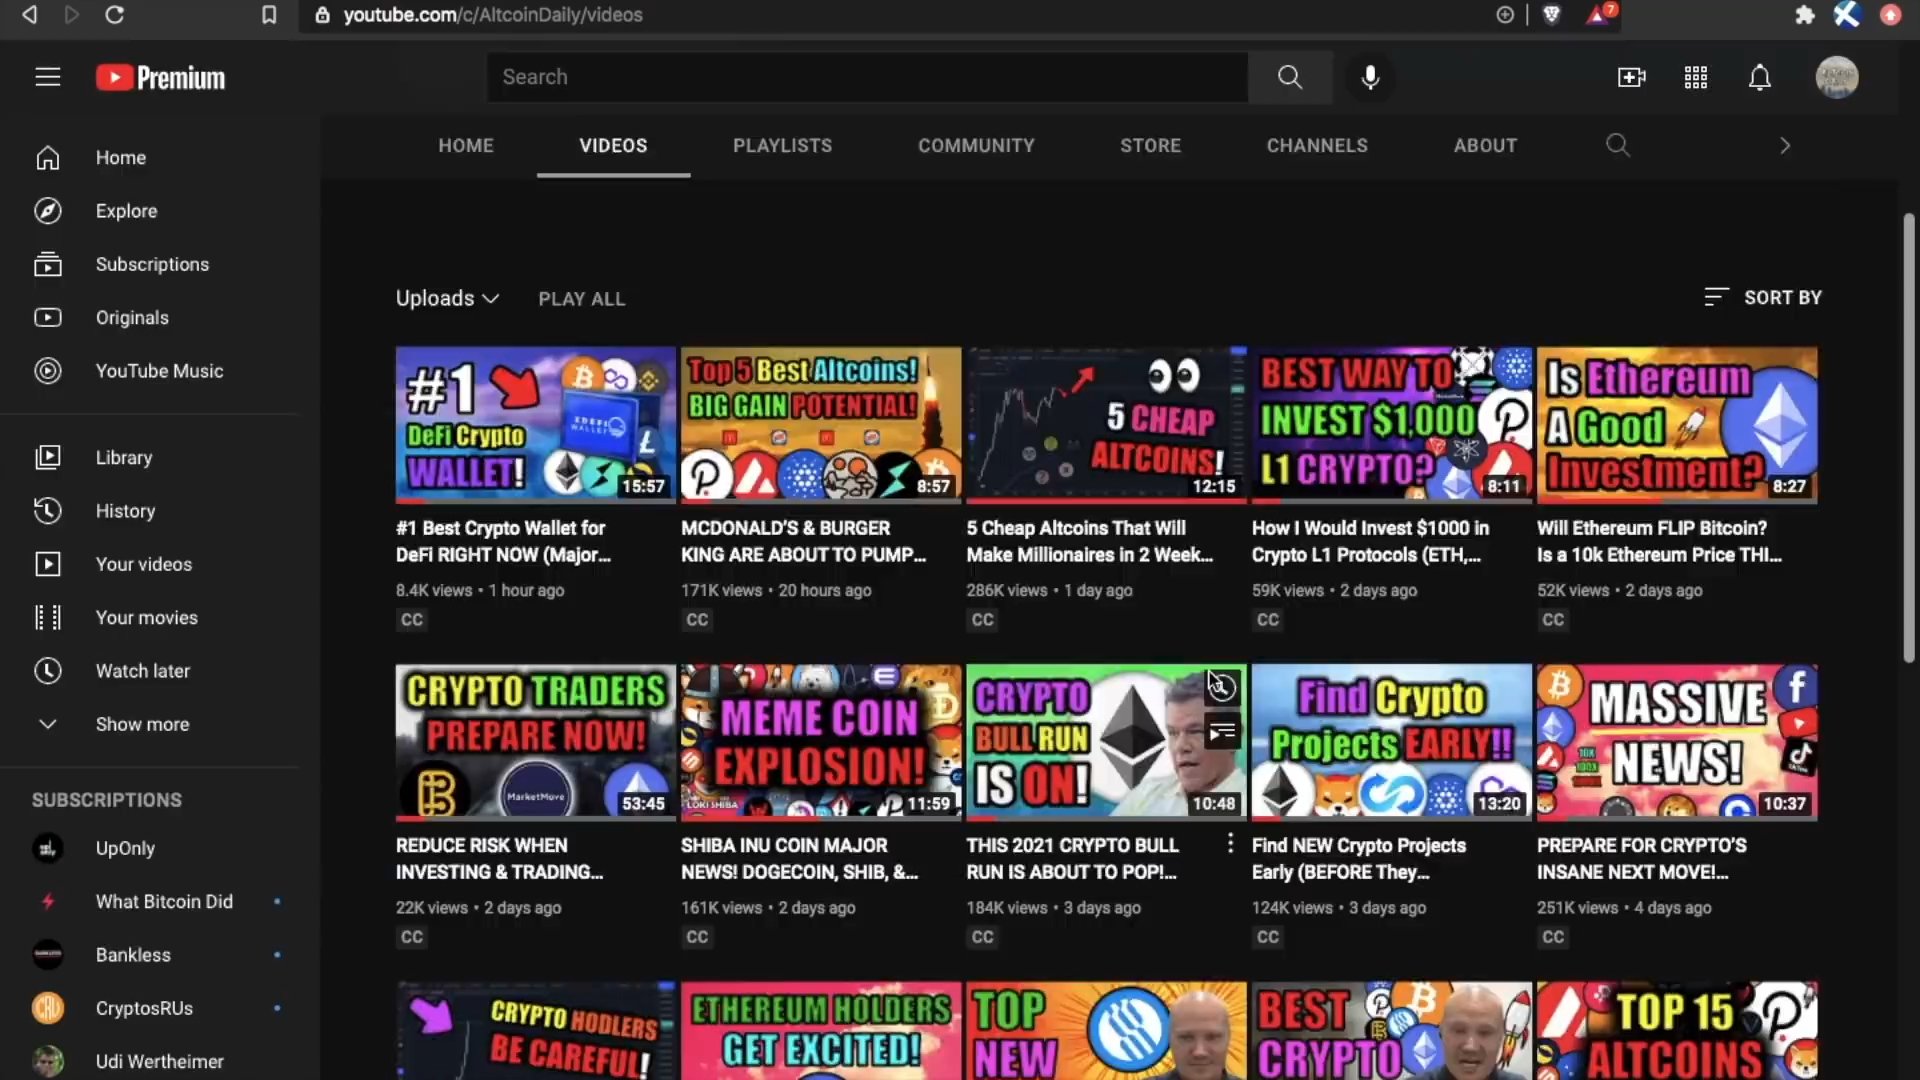 youtube.com/c/AltcoinDaily/videos
7
Premium
Search
HOME
VIDEOS
PLAYLISTS
COMMUNITY
STORE
CHANNELS
ABOUT
Home
Explore
Subscriptions
Originals
YouTube Music
Library
History
Your videos
Your movies
Watch later
Show more
SUBSCRIPTIONS
UpOnly
What Bitcoin Did
Bankless
CryptosRUs
Udi Wertheimer
Uploads
PLAY ALL
SORT BY
#1
DeFi Crypto
WALLET!
XDEFI
WALLET
15:57
#1 Best Crypto Wallet for
DeFi RIGHT NOW (Major...
8.4K views • 1 hour ago
CC
Top 5 Best Altcoins!
BIG GAIN POTENTIAL!
8:57
MCDONALD'S & BURGER
KING ARE ABOUT TO PUMP...
171K views • 20 hours ago
CC
5 CHEAP
ALTCOINS!
12:15
5 Cheap Altcoins That Will
Make Millionaires in 2 Week...
286K views • 1 day ago
CC
BEST WAY TO
INVEST $1,000
L1 CRYPTO?
8:11
How I Would Invest $1000 in
Crypto L1 Protocols (ETH,...
59K views • 2 days ago
CC
Is Ethereum
A Good
Investment?
8:27
Will Ethereum FLIP Bitcoin?
Is a 10k Ethereum Price THI...
52K views • 2 days ago
CC
CRYPTO TRADERS
PREPARE NOW!
MarketMove
53:45
REDUCE RISK WHEN
INVESTING & TRADING...
22K views • 2 days ago
CC
MEME COIN
EXPLOSION!
LOKI SHIBA
11:59
SHIBA INU COIN MAJOR
NEWS! DOGECOIN, SHIB, &...
161K views • 2 days ago
CC
CRYPTO
BULL RUN
IS ON!
10:48
THIS 2021 CRYPTO BULL
RUN IS ABOUT TO POP!...
184K views • 3 days ago
CC
Find Crypto
Projects EARLY!!
13:20
Find NEW Crypto Projects
Early (BEFORE They...
124K views • 3 days ago
CC
MASSIVE
NEWS!
10:37
PREPARE FOR CRYPTO'S
INSANE NEXT MOVE!...
251K views • 4 days ago
CC
CRYPTO HODLERS
BE CAREFUL!
ETHEREUM HOLDERS
GET EXCITED!
TOP
NEW
BEST
CRYPTO
TOP 15
ALTCOINS